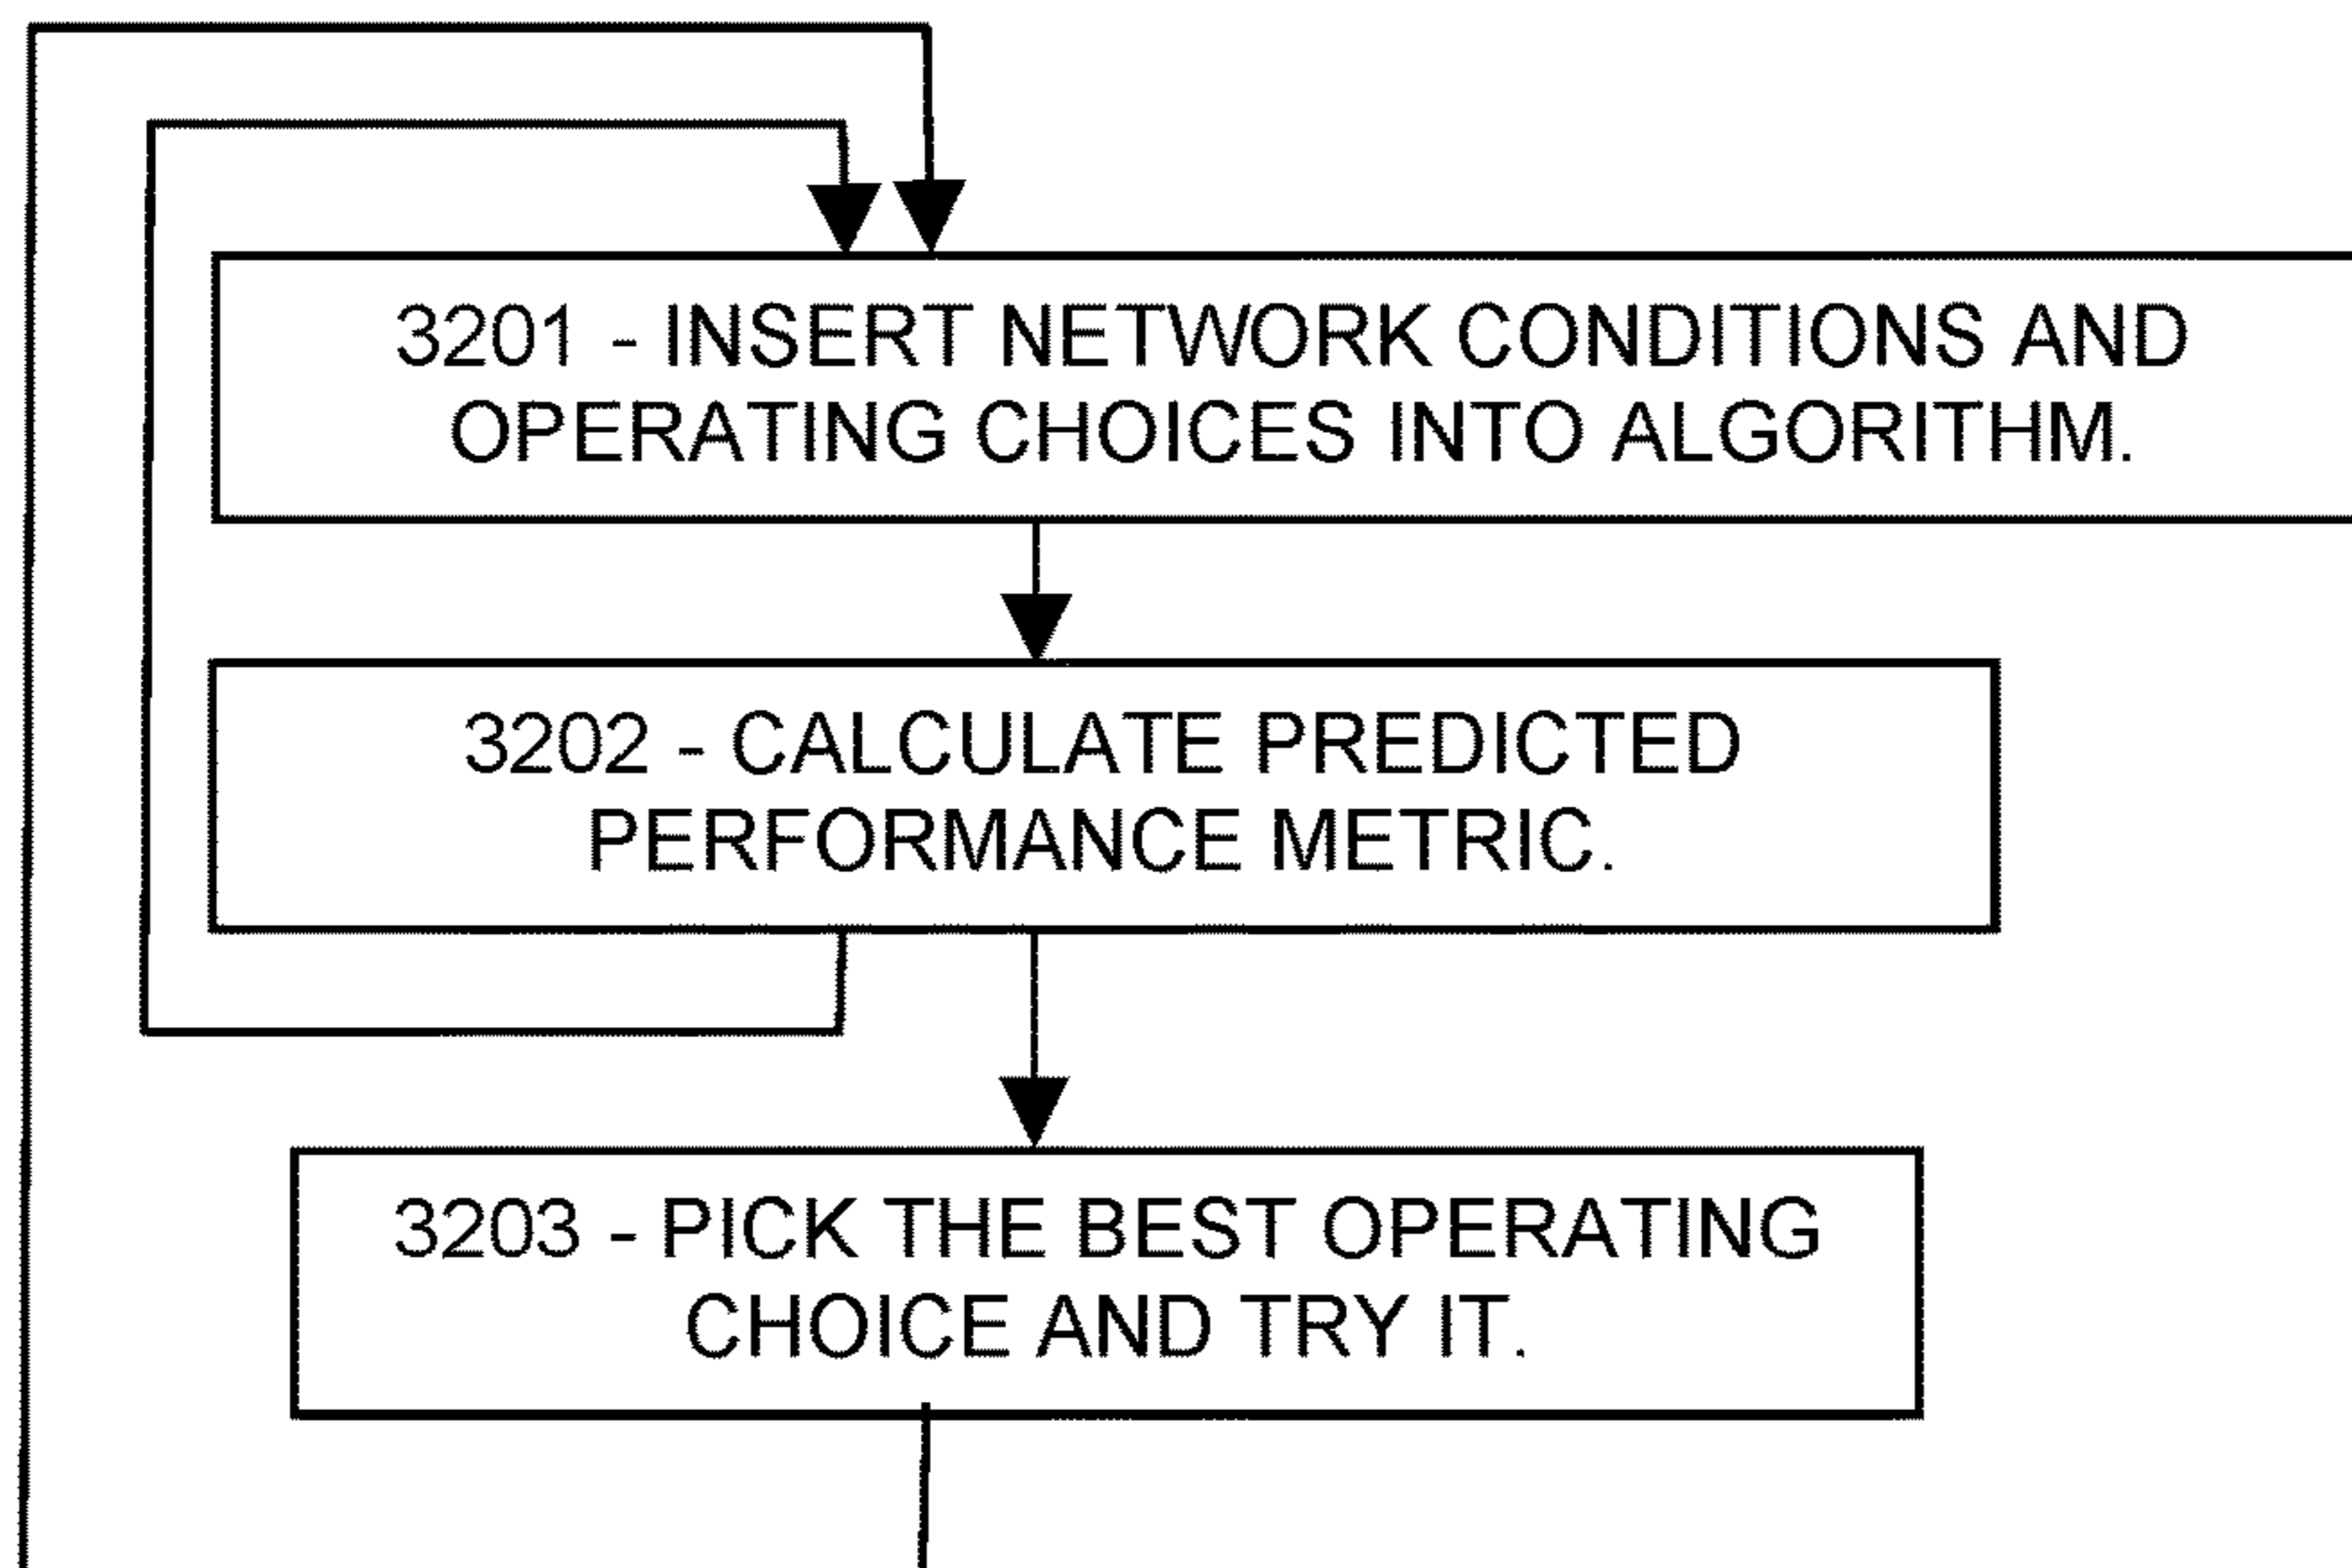 3201 - INSERT NETWORK CONDITIONS AND
OPERATING CHOICES INTO ALGORITHM.
3202 - CALCULATE PREDICTED
PERFORMANCE METRIC.
3203 - PICK THE BEST OPERATING
CHOICE AND TRY IT.